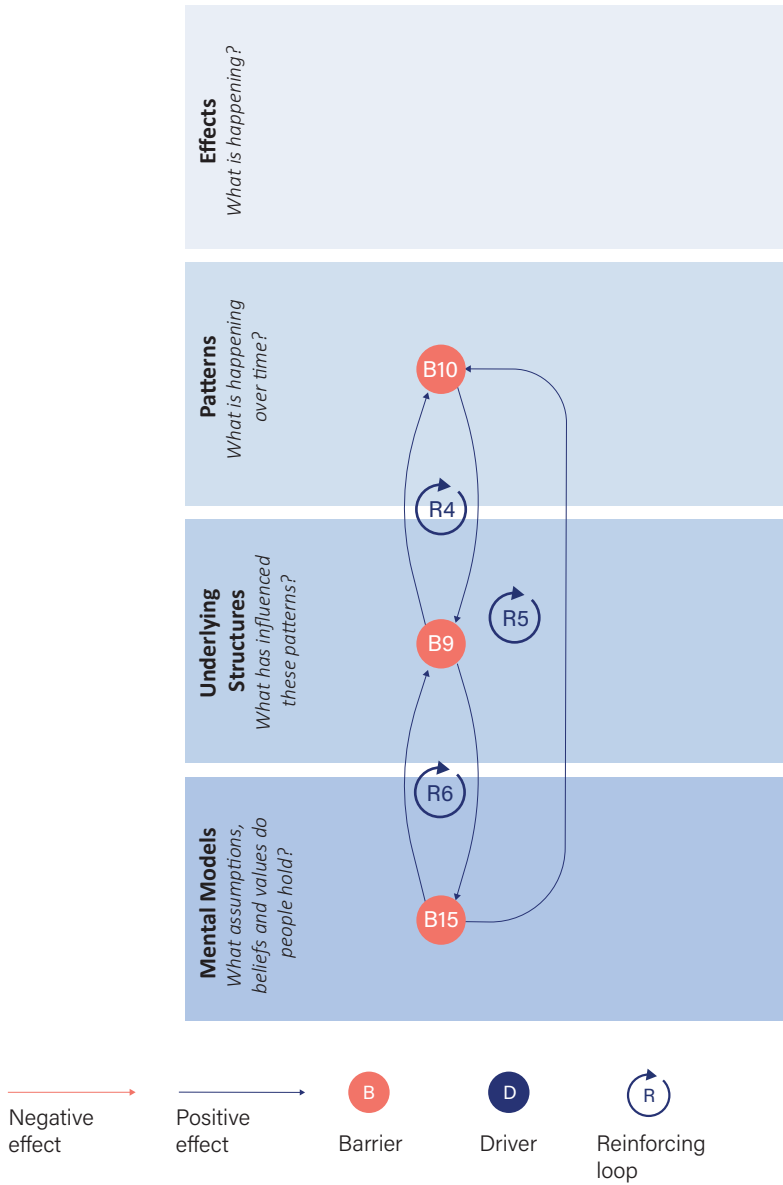 Effects
What is happening?
Patterns
What is happening
over time?
B10
R4
Underlying
Structures
What has influenced
these patterns?
R5
B9
Mental Models
What assumptions,
beliefs and values do
people hold?
R6
B15
B
D
R
Negative
effect
Positive
effect
Barrier
Driver
Reinforcing
loop